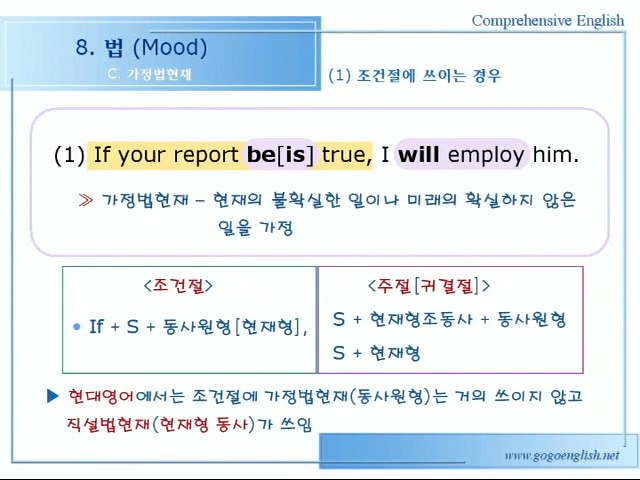 Comprehensive English
8. 법 (Mood)
C. 가정법현재
(1) 조건절에 쓰이는 경우
(1) If your report be[is] true, I will employ him.
≫ 가정법현재 – 현재의 불확실한 일이나 미래의 확실하지 않은
일을 가정
<조건절>
• If + S + 동사원형[현재형],
<주절[귀결절]>
S + 현재형조동사 + 동사원형
S + 현재형
▶ 현대영어에서는 조건절에 가정법현재(동사원형)는 거의 쓰이지 않고
직설법현재(현재형 동사)가 쓰임
www.gogoenglish.net